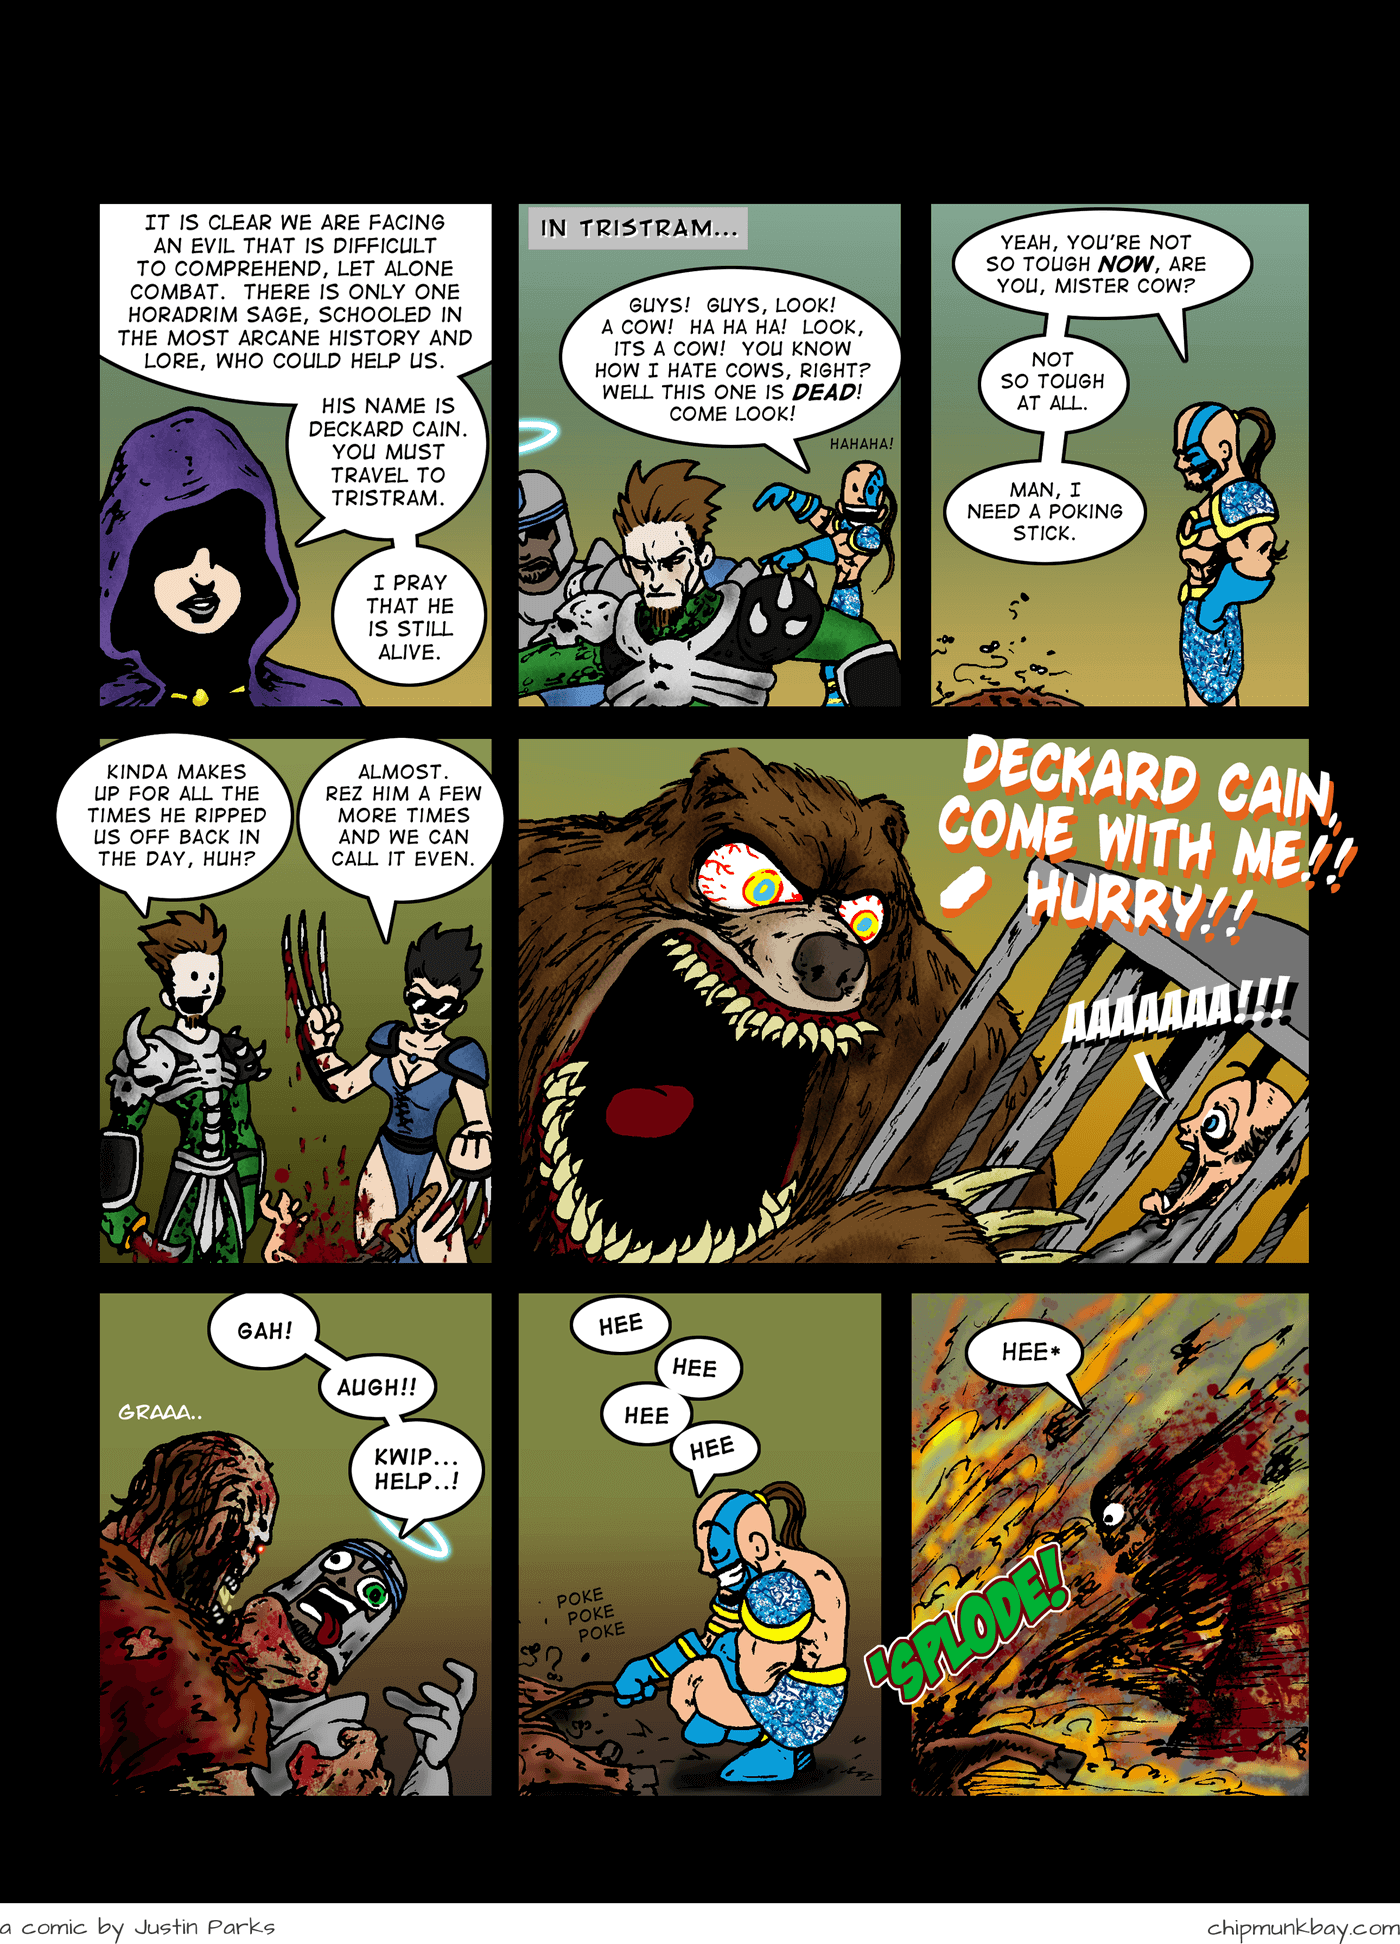 IT IS CLEAR WE ARE FACING
AN EVIL THAT IS DIFFICULT
TO COMPREHEND, LET ALONE
COMBAT. THERE IS ONLY ONE
HORADRIM SAGE, SCHOOLED IN
THE MOST ARCANE HISTORY AND
LORE, WHO COULD HELP US.
HIS NAME IS
DECKARD CAIN.
YOU MUST
TRAVEL TO
TRISTRAM.
I PRAY
THAT HE
IS STILL
ALIVE.
IN TRISTRAM...
GUYS! GUYS, LOOK!
A COW! HA HA HA! LOOK,
ITS A COW! YOU KNOW
HOW I HATE COWS, RIGHT?
WELL THIS ONE IS DEAD!
COME LOOK!
HAHAHA!
YEAH, YOU'RE NOT
SO TOUGH NOW, ARE
YOU, MISTER COW?
NOT
SO TOUGH
AT ALL.
MAN, I
NEED A POKING
STICK.
KINDA MAKES
UP FOR ALL THE
TIMES HE RIPPED
US OFF BACK IN
THE DAY, HUH?
ALMOST.
REZ HIM A FEW
MORE TIMES
AND WE CAN
CALL IT EVEN.
DECKARD CAIN,
COME WITH ME!!
HURRY!!
AAAAAAA!!!
GAH!
AUGH!!
GRAAA..
KWIP...
HELP..!
HEE
HEE
HEE
HEE
POKE
POKE
POKE
HEE*
'SPLODE!
a comic by Justin Parks
chipmunkbay.com